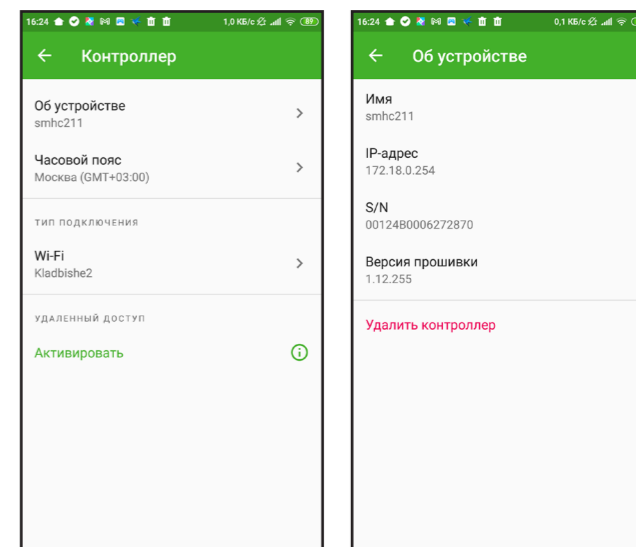 16:24
1,0 КБ/с
89
Контроллер
Об устройстве
smhc211
Часовой пояс
Москва (GMT+03:00)
ТИП ПОДКЛЮЧЕНИЯ
Wi-Fi
Kladbishe2
УДАЛЕННЫЙ ДОСТУП
Активировать
16:24
0,1 КБ/с
Об устройстве
Имя
smhc211
IP-адрес
172.18.0.254
S/N
00124B0006272870
Версия прошивки
1.12.255
Удалить контроллер